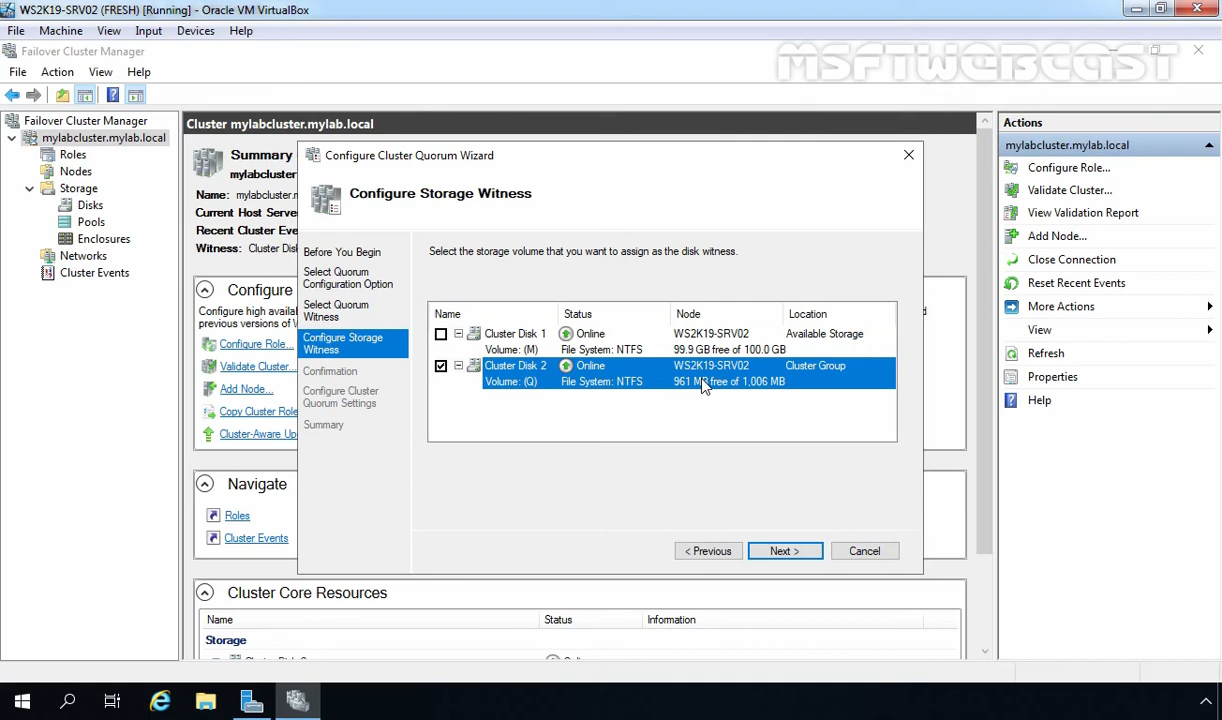 WS2K19-SRV02 (FRESH) [Running] - Oracle VM VirtualBox
File Machine View Input Devices Help
MSFTWEBCAST
Failover Cluster Manager
File Action View Help
Failover Cluster Manager
mylabcluster.mylab.local
Roles
Nodes
Storage
Disks
Pools
Enclosures
Networks
Cluster Events
Cluster mylabcluster.mylab.local
Summary
mylabcluster
Name: mylabcluster.m
Current Host Server
Recent Cluster Eve
Witness: Cluster Dis
Configure
Configure high availa
previous versions of
Configure Role...
Validate Cluster...
Add Node...
Copy Cluster Role
Cluster-Aware Up
Navigate
Roles
Cluster Events
Cluster Core Resources
Name Status Information
Storage
Configure Cluster Quorum Wizard
Configure Storage Witness
Before You Begin
Select Quorum
Configuration Option
Select Quorum
Witness
Configure Storage
Witness
Confirmation
Configure Cluster
Quorum Settings
Summary
Select the storage volume that you want to assign as the disk witness.
Name Status Node Location
Cluster Disk 1 Online WS2K19-SRV02 Available Storage
Volume: (M) File System: NTFS 99.9 GB free of 100.0 GB
Cluster Disk 2 Online WS2K19-SRV02 Cluster Group
Volume: (Q) File System: NTFS 961 MB free of 1,006 MB
< Previous Next > Cancel
Actions
mylabcluster.mylab.local
Configure Role...
Validate Cluster...
View Validation Report
Add Node...
Close Connection
Reset Recent Events
More Actions
View
Refresh
Properties
Help